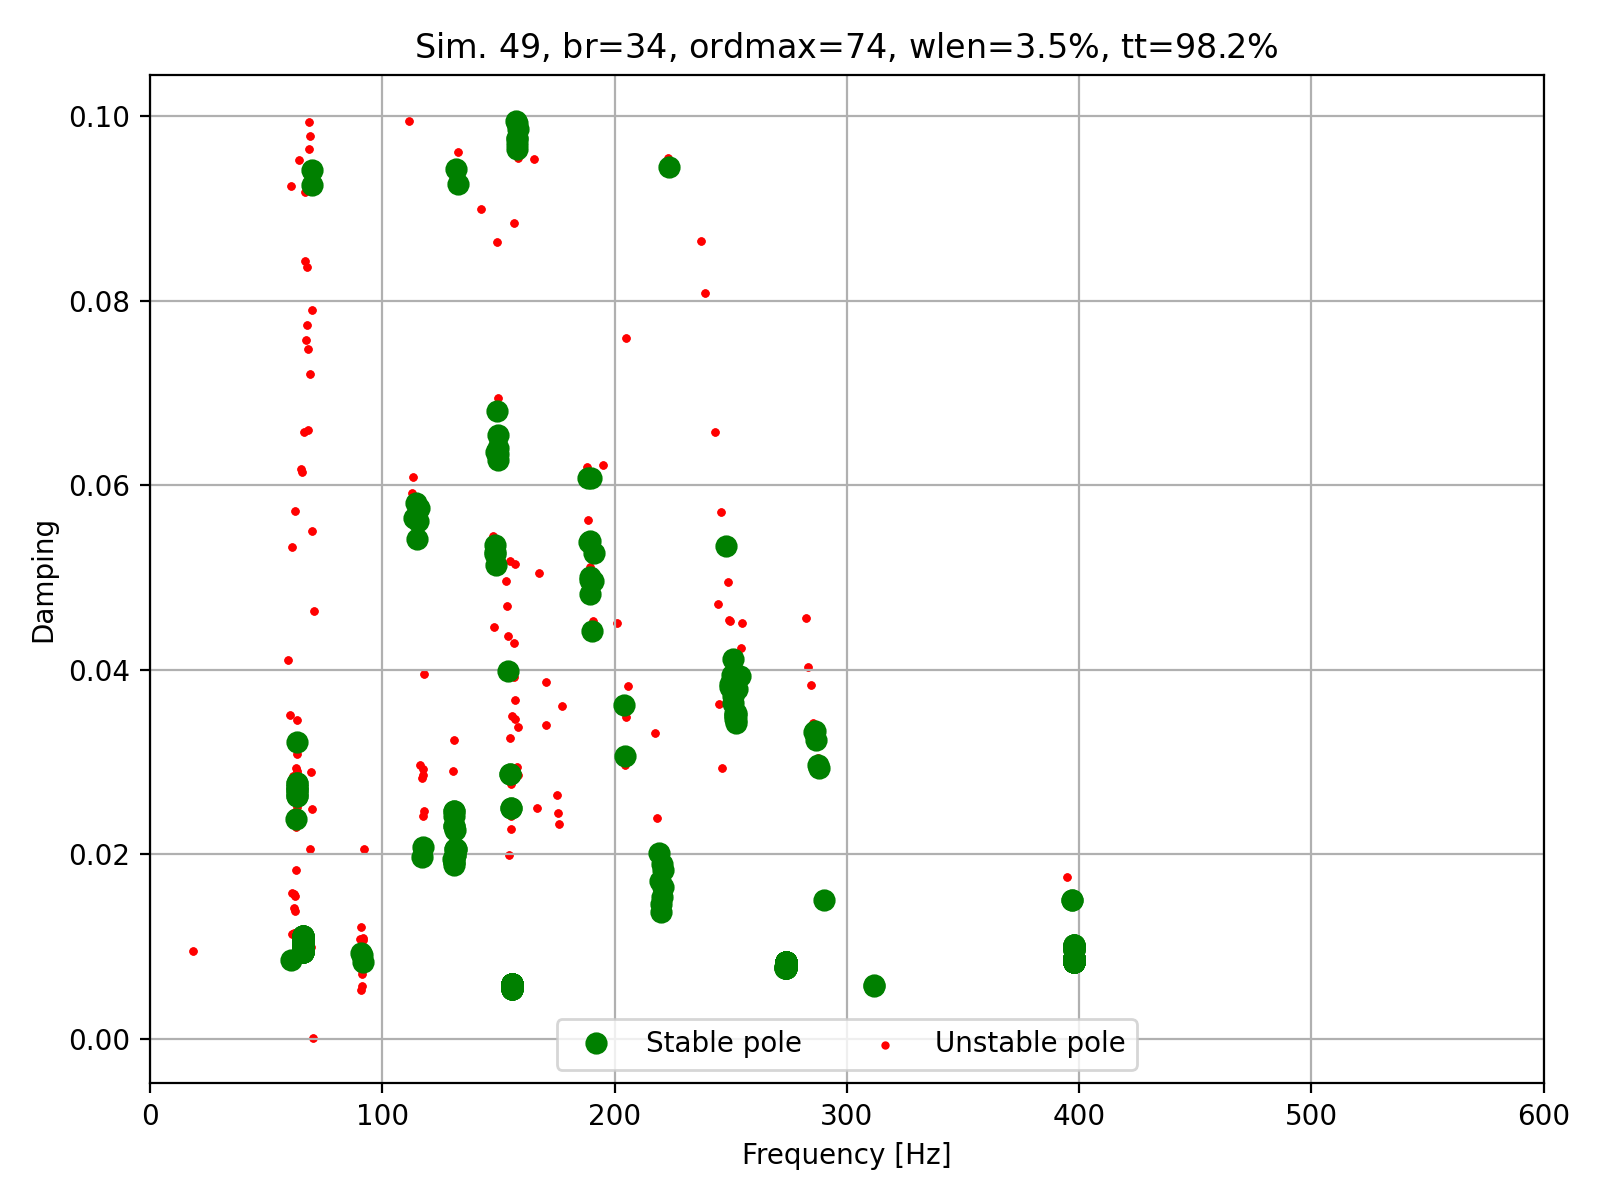 Sim. 49, br=34, ordmax=74, wlen=3.5%, tt=98.2%
0.10
0.08
0.06
0.04
0.02
0.00
Damping
Stable pole Unstable pole
0 100 200 300 400 500 600
Frequency [Hz]